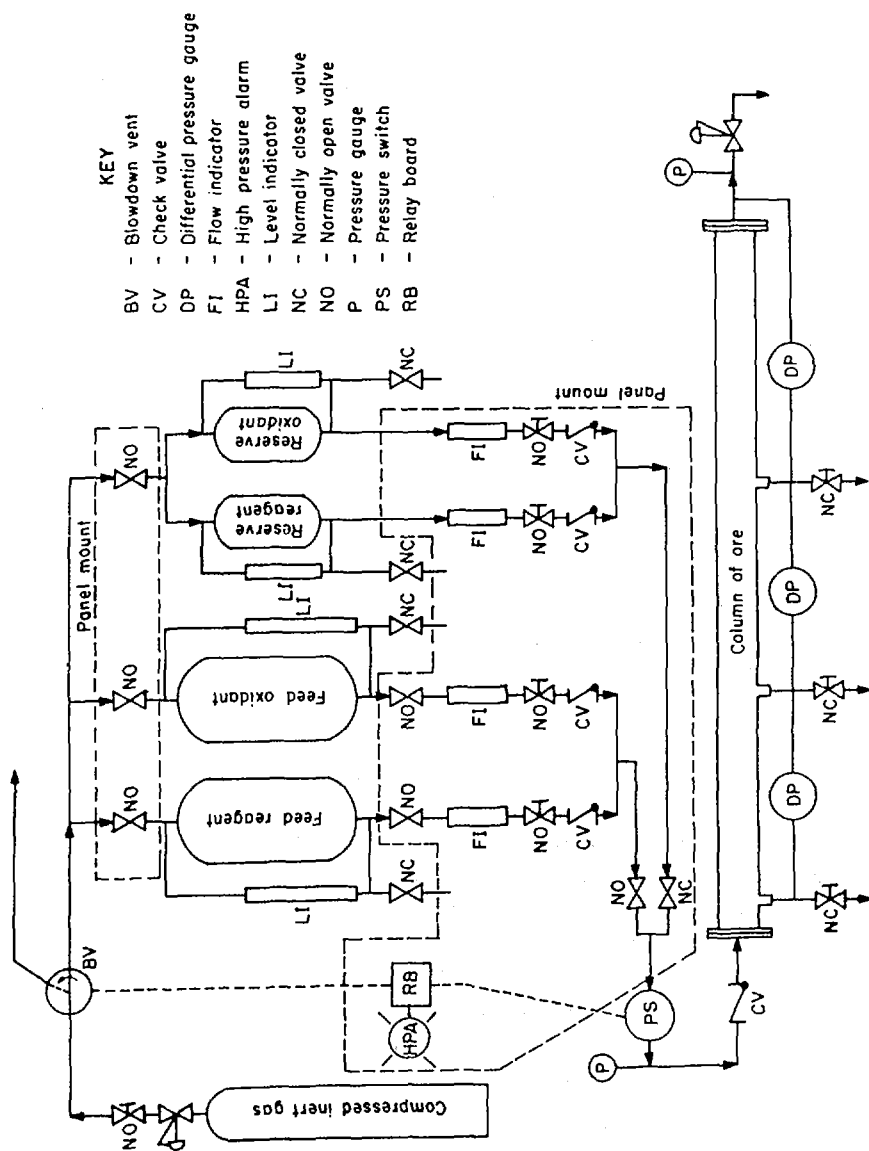 KEY
BV - Blowdown vent
CV - Check valve
DP - Differential pressure gauge
FI - Flow indicator
HPA - High pressure alarm
LI - Level indicator
NC - Normally closed valve
NO - Normally open valve
P - Pressure gauge
PS - Pressure switch
RB - Relay board
Panel mount
NO
NO
NO
BV
NO
Compressed inert gas
Feed reagent
Feed oxidant
Reserve reagent
Reserve oxidant
LI
LI
LI
LI
NC
NC
NC
NC
Panel mount
NO
NO
FI
FI
FI
FI
NO
NO
NO
NO
CV
CV
CV
CV
RB
HPA
NO
NC
PS
P
CV
Column of ore
P
DP
DP
DP
NC
NC
NC